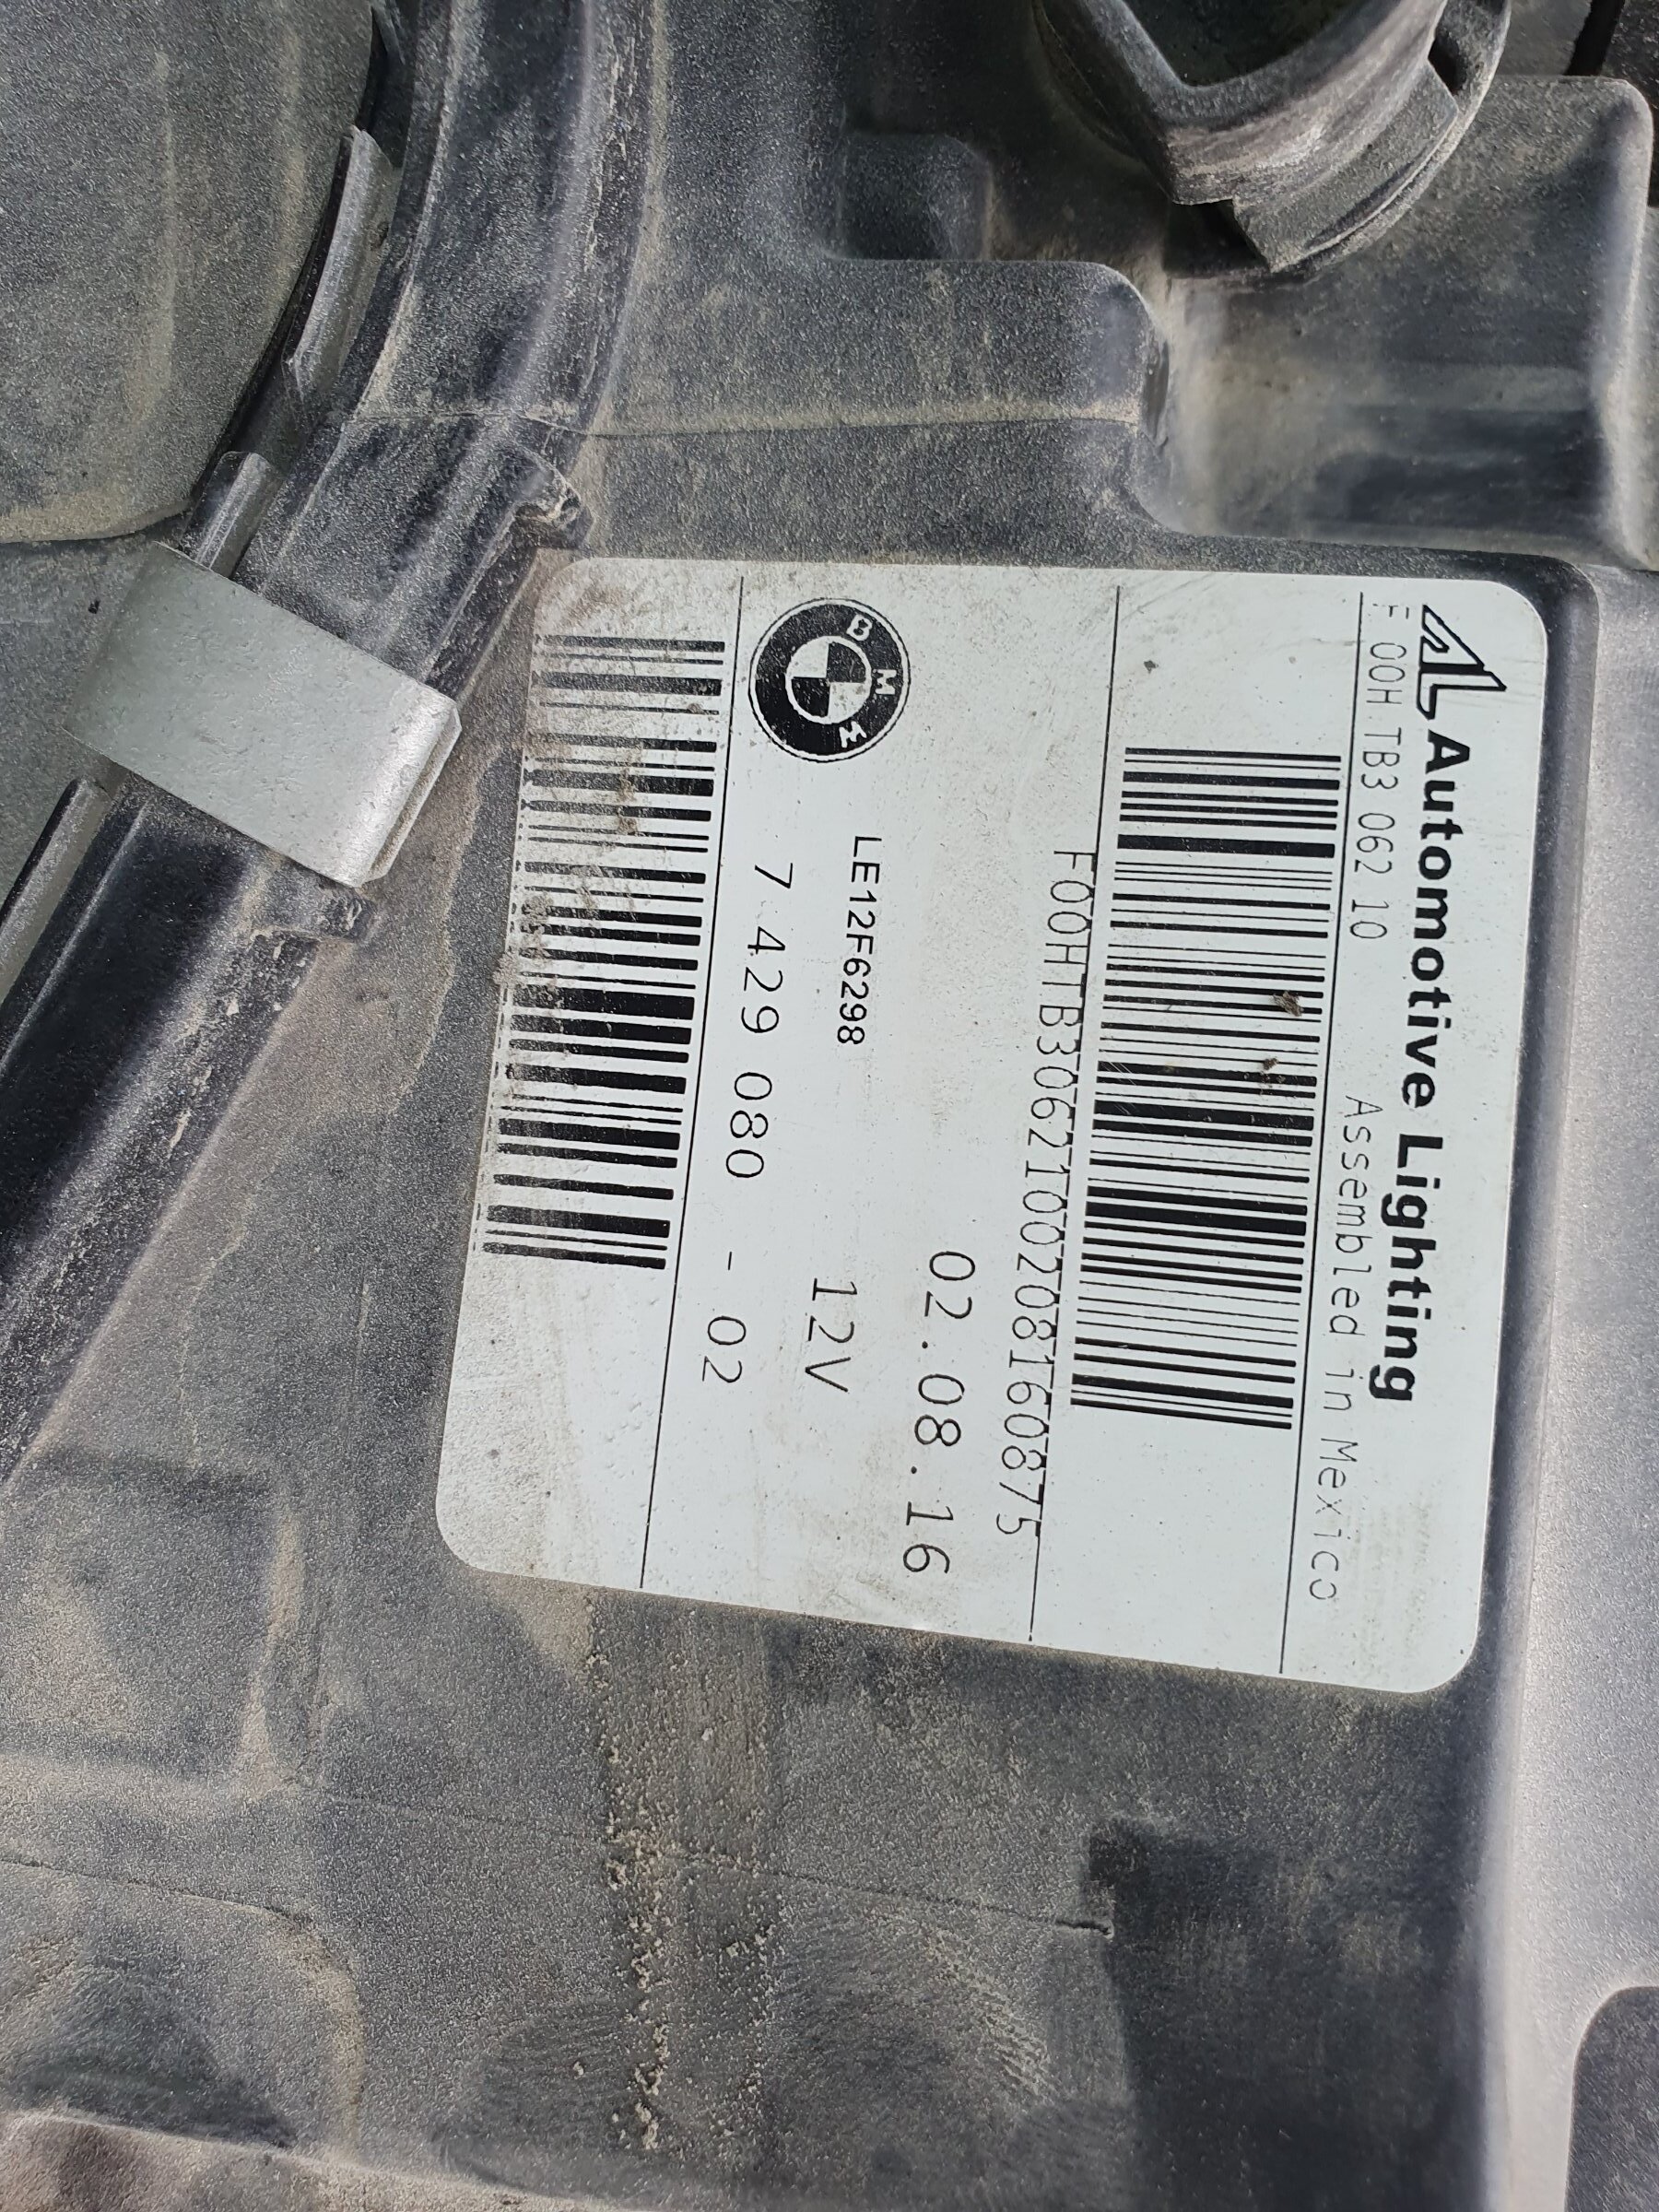 AL Automotive Lighting
F 00H TB3 062 10 Assembled in Mexico
F00HTB3062100208160875
02.08.16
BMW
LE12F6298 12V
7 429 080 - 02